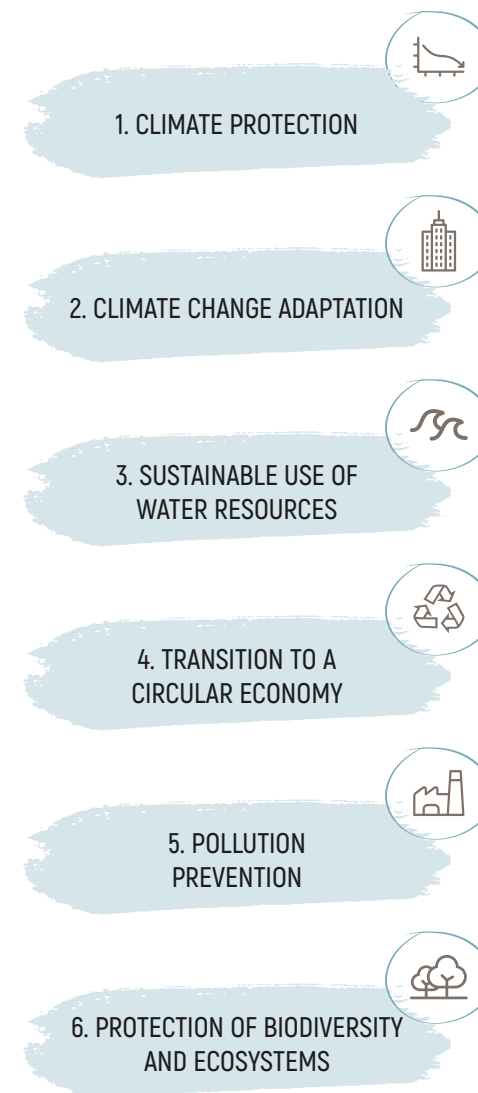 1. CLIMATE PROTECTION
2. CLIMATE CHANGE ADAPTATION
3. SUSTAINABLE USE OF
WATER RESOURCES
4. TRANSITION TO A
CIRCULAR ECONOMY
5. POLLUTION
PREVENTION
6. PROTECTION OF BIODIVERSITY
AND ECOSYSTEMS